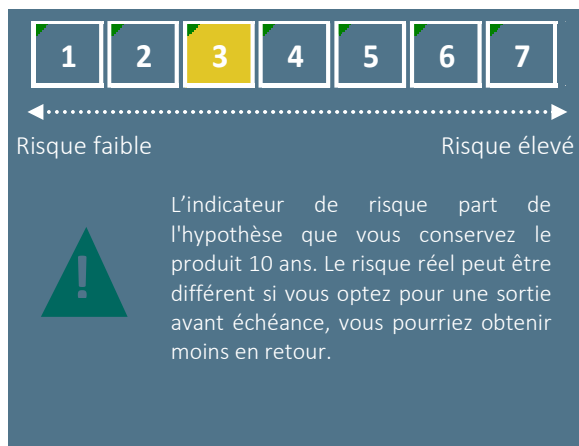 1 2 3 4 5 6 7
Risque faible Risque élevé
L’indicateur de risque part de
l'hypothèse que vous conservez le
produit 10 ans. Le risque réel peut être
différent si vous optez pour une sortie
avant échéance, vous pourriez obtenir
moins en retour.
!